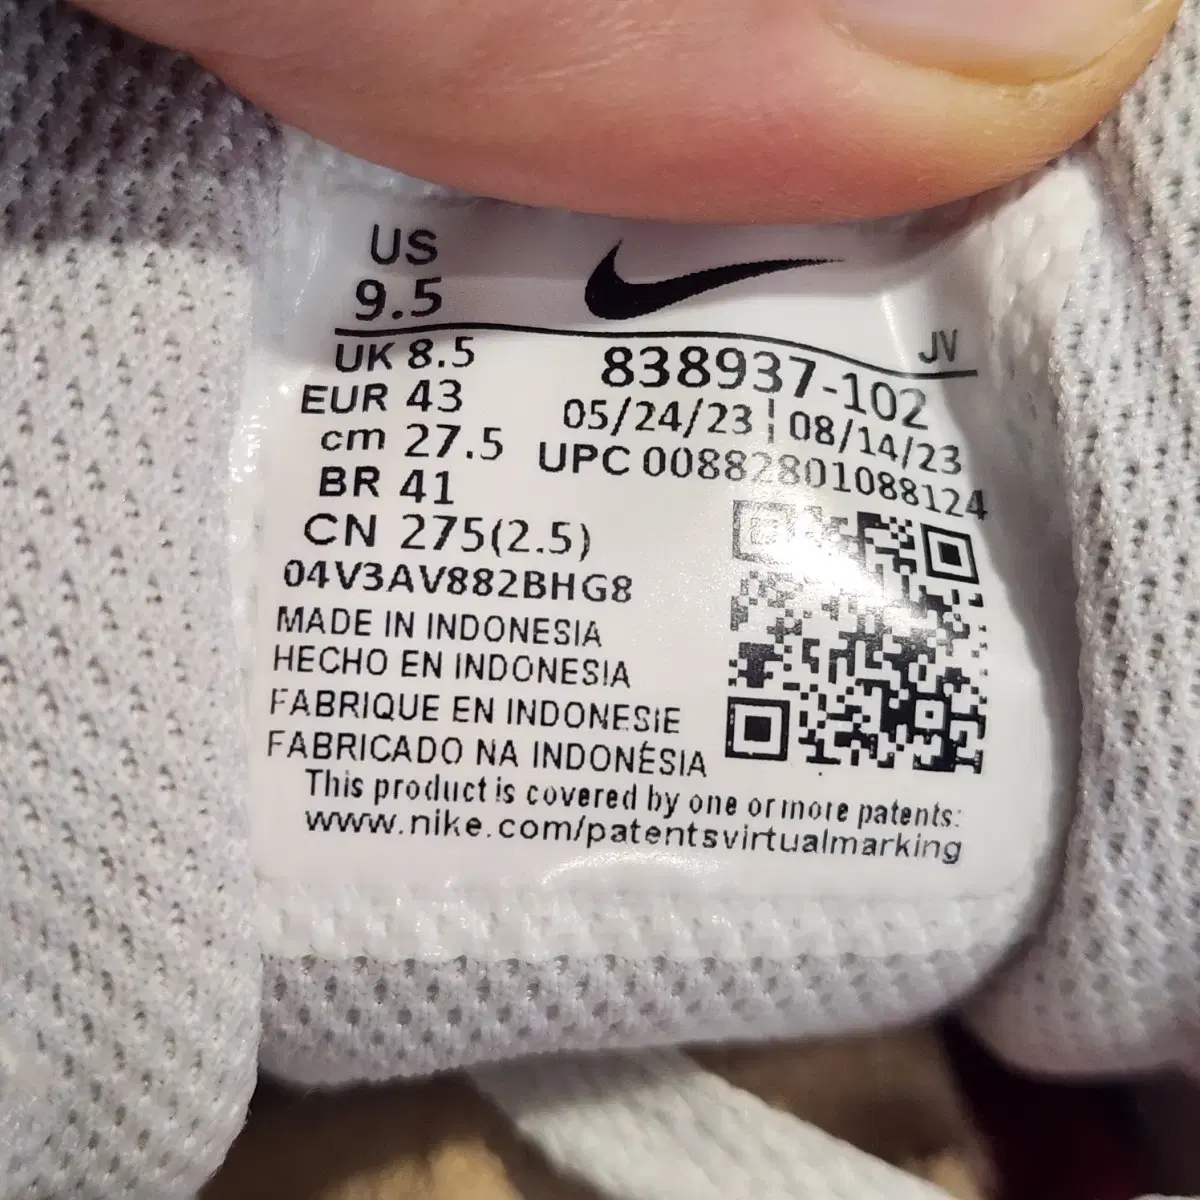 US
9.5
JV
UK 8.5
838937-102
EUR 43
05/24/23 | 08/14/23
cm 27.5
UPC 00882801088124
BR 41
CN 275(2.5)
04V3AV882BHG8
MADE IN INDONESIA
HECHO EN INDONESIA
FABRIQUE EN INDONESIE
FABRICADO NA INDONÉSIA
This product is covered by one or more patents:
www.nike.com/patentsvirtualmarking